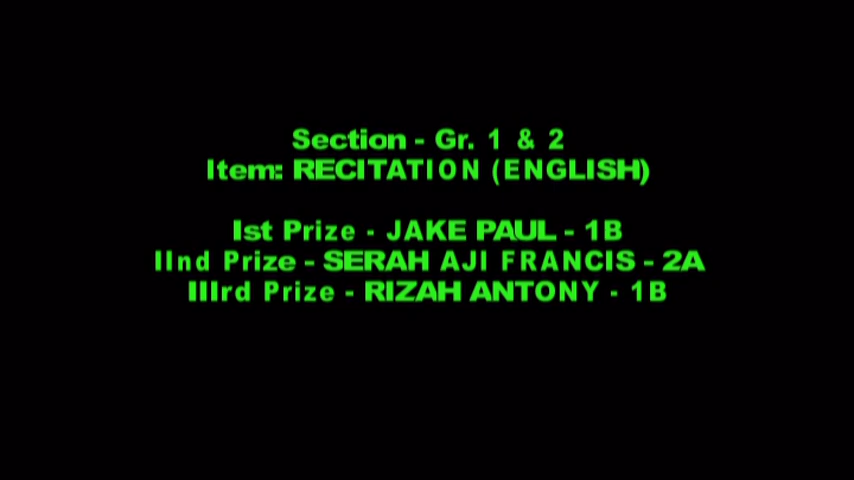 Section - Gr. 1 & 2
Item: RECITATION (ENGLISH)
Ist Prize - JAKE PAUL - 1B
IInd Prize - SERAH AJI FRANCIS - 2A
IIIrd Prize - RIZAH ANTONY - 1B